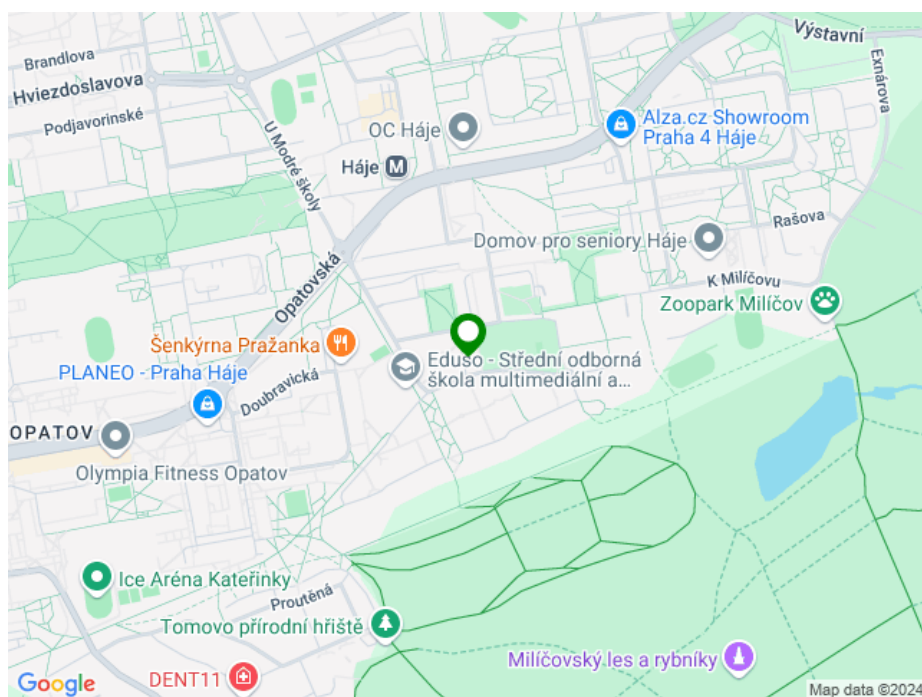 Výstavní
Brandlova
Exnárova
Hviezdoslavova
Podjavorinské
OC Háje
Alza.cz Showroom
Praha 4 Háje
U Modré školy
Háje M
Rašova
Domov pro seniory Háje
K Milíčovu
Opatovská
Zoopark Milíčov
Šenkýrna Pražanka
Eduso - Střední odborná
škola multimediální a...
PLANEO - Praha Háje
Doubravická
OPATOV
Olympia Fitness Opatov
Ice Aréna Kateřinky
Proutěná
Tomovo přírodní hřiště
Milíčovský les a rybníky
DENT11
Google
Map data ©2024